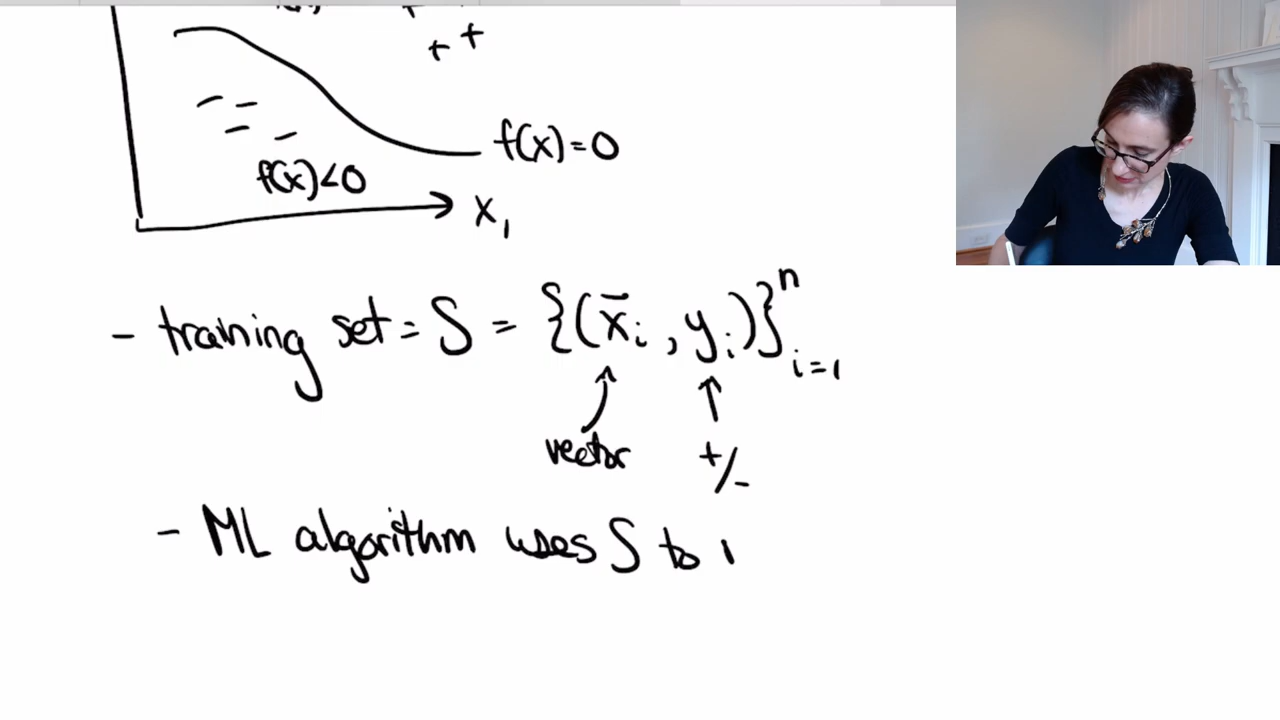 +
+ +
f(x)=0
f(x)<0
x₁
- training set = S = {(x̄ᵢ, yᵢ)}ⁿᵢ₌₁
vector +/-
- ML algorithm uses S to